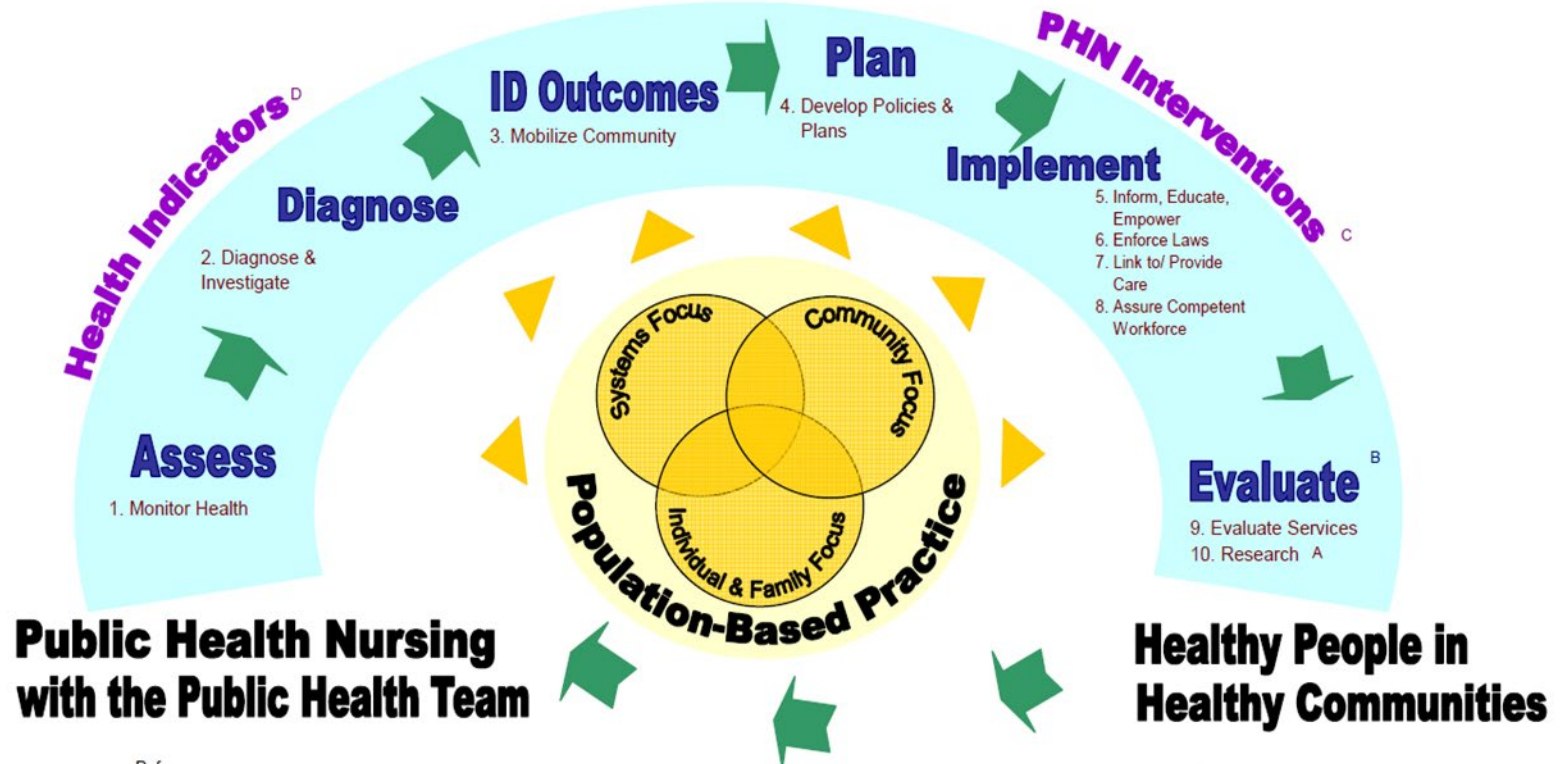 Health Indicators D
PHN Interventions C
Assess
1. Monitor Health
Diagnose
2. Diagnose &
Investigate
ID Outcomes
3. Mobilize Community
Plan
4. Develop Policies &
Plans
Implement
5. Inform, Educate,
Empower
6. Enforce Laws
7. Link to/ Provide
Care
8. Assure Competent
Workforce
Evaluate B
9. Evaluate Services
10. Research A
Systems Focus
Community Focus
Individual & Family Focus
Population-Based Practice
Public Health Nursing
with the Public Health Team
Healthy People in
Healthy Communities